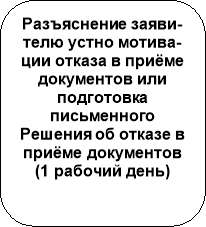 Разъяснение заяви-
телю устно мотива-
ции отказа в приёме
документов или
подготовка
письменного
Решения об отказе в
приёме документов
(1 рабочий день)